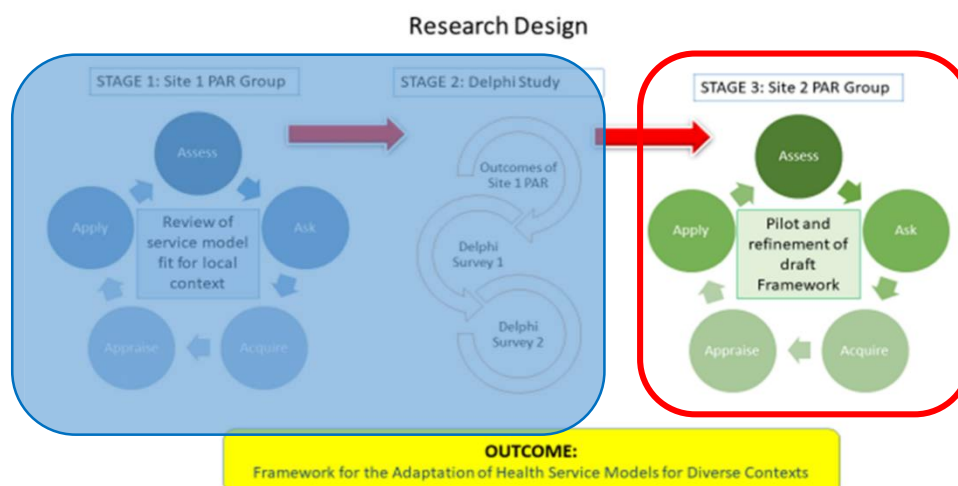 Research Design
STAGE 1: Site 1 PAR Group
Assess
Ask
Acquire
Appraise
Apply
Review of
service model
fit for local
context
STAGE 2: Delphi Study
Outcomes of
Site 1 PAR
Delphi
Survey 1
Delphi
Survey 2
STAGE 3: Site 2 PAR Group
Assess
Ask
Acquire
Appraise
Apply
Pilot and
refinement of
draft
Framework
OUTCOME:
Framework for the Adaptation of Health Service Models for Diverse Contexts